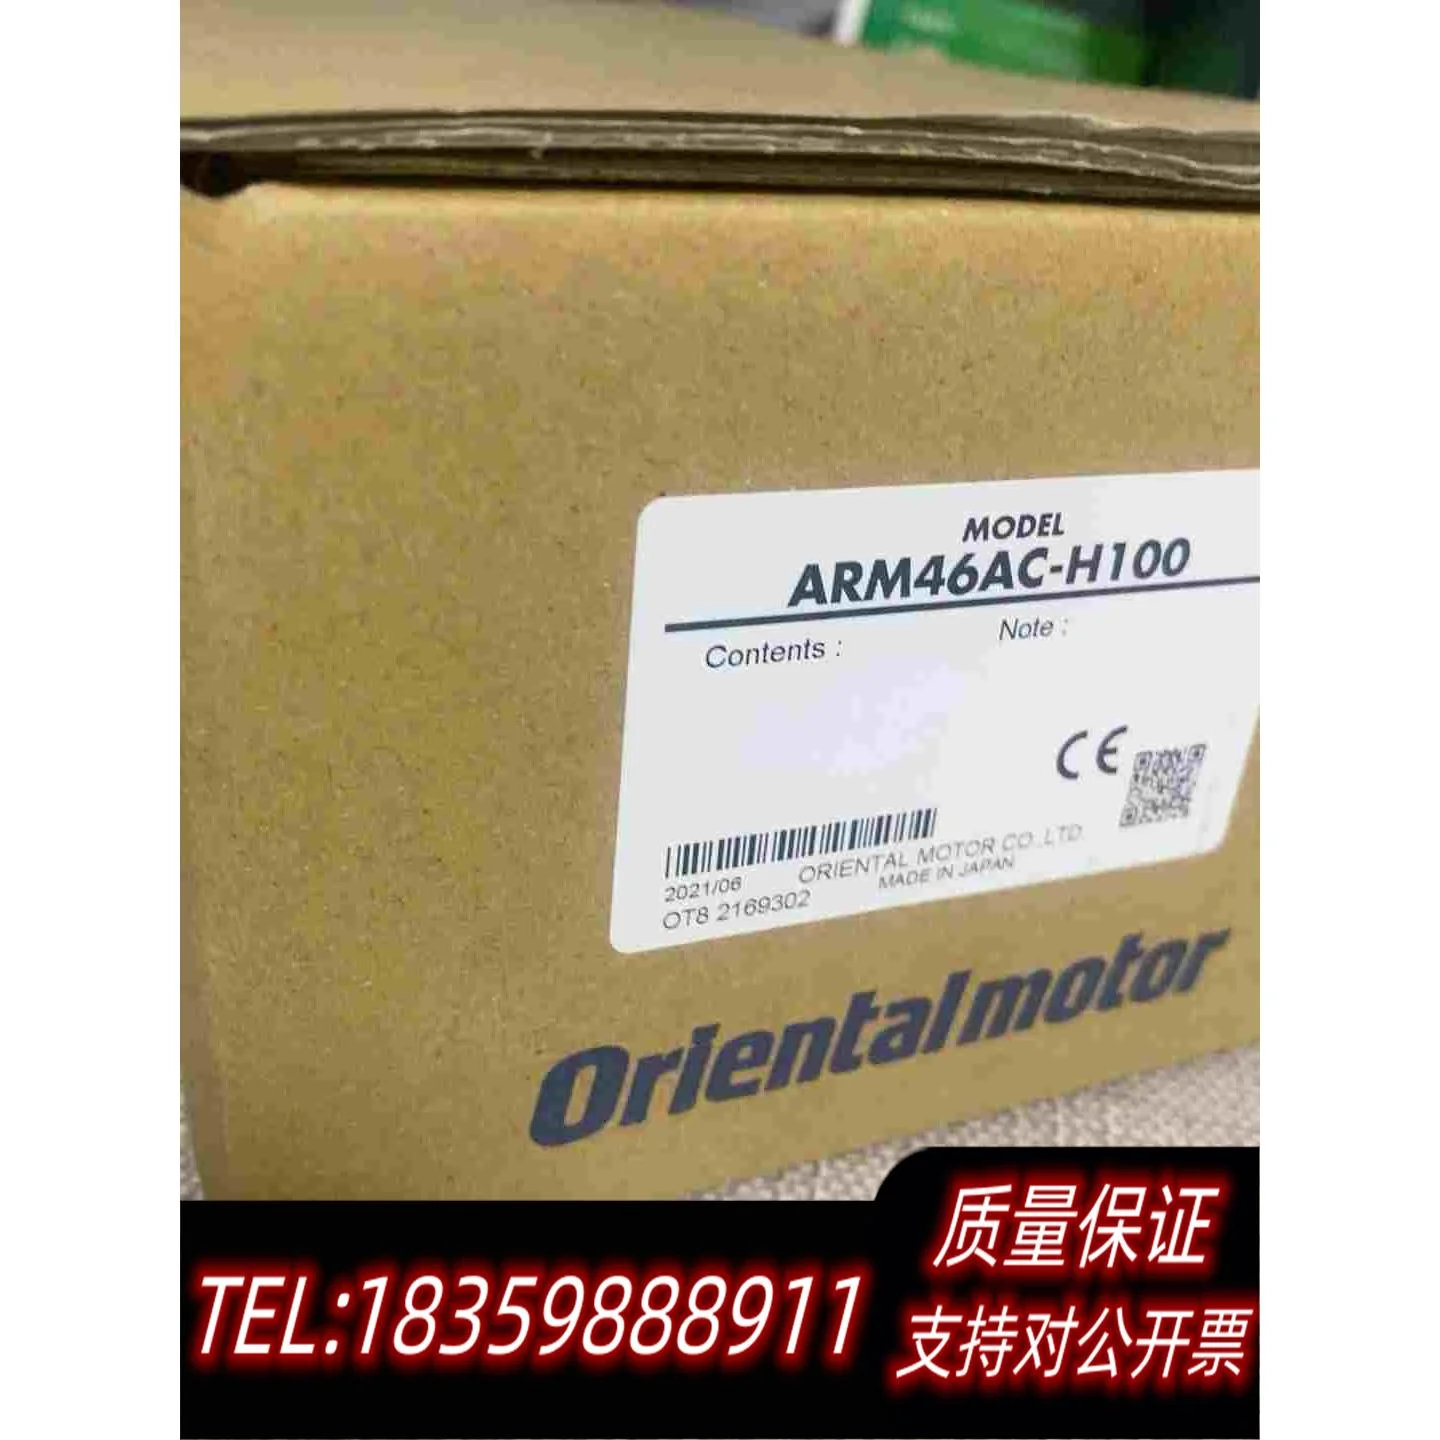 MODEL
ARM46AC-H100
Contents :
Note :
CE
2021/06
ORIENTAL MOTOR CO.,LTD.
MADE IN JAPAN
OT8 2169302
Orientalmotor
质量保证
TEL:18359888911
支持对公开票